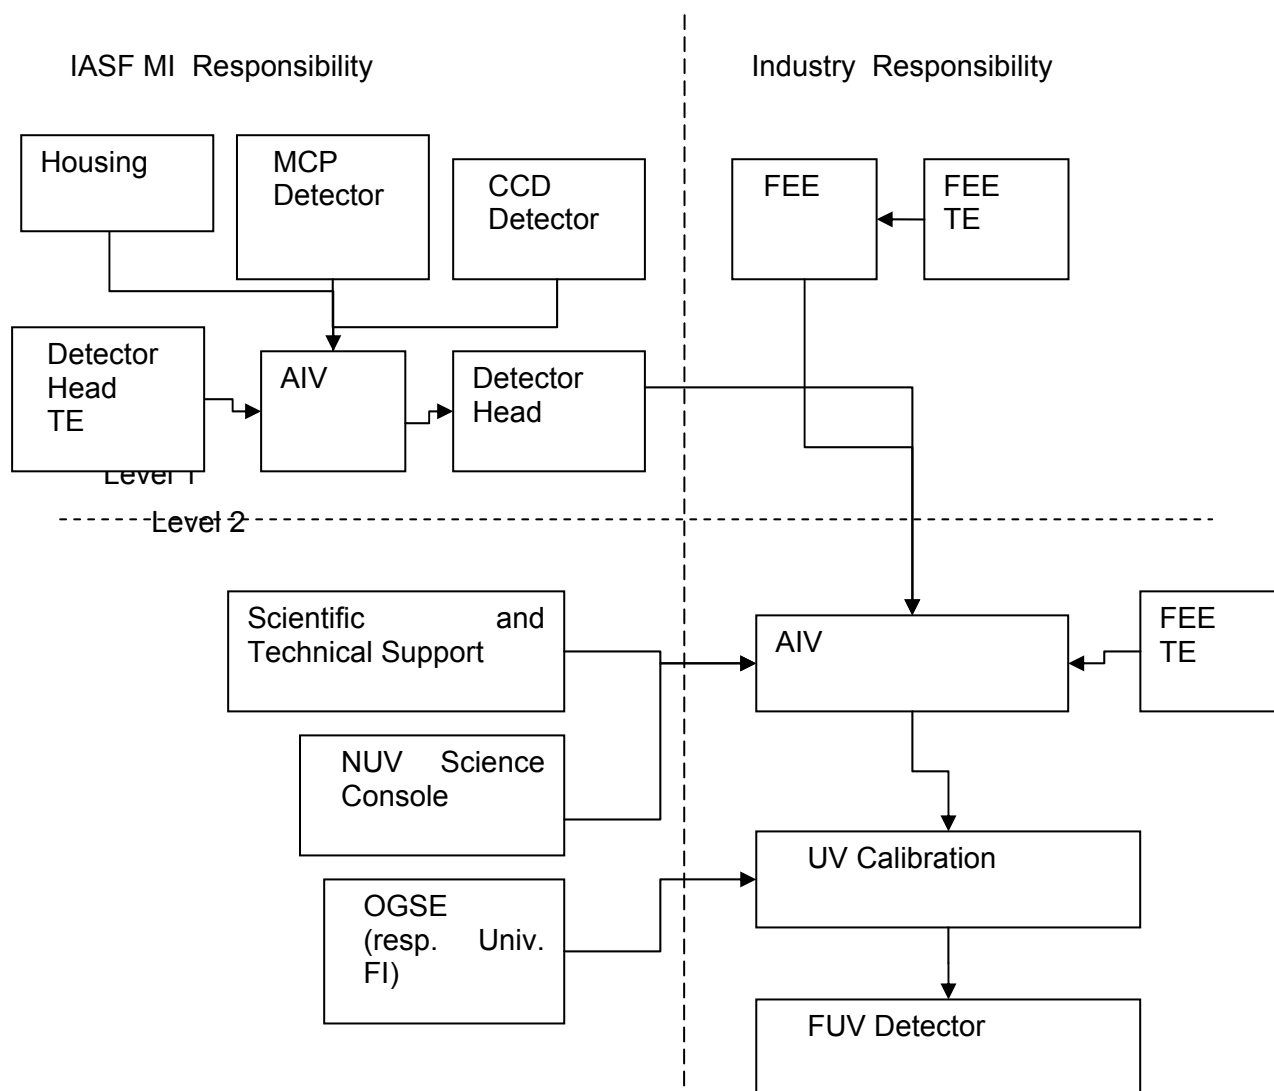 IASF MI Responsibility
Industry Responsibility
Housing
MCP
Detector
CCD
Detector
FEE
FEE
TE
Detector
Head
TE
AIV
Detector
Head
Level 1
Level 2
Scientific and
Technical Support
AIV
FEE
TE
NUV Science
Console
UV Calibration
OGSE
(resp. Univ.
FI)
FUV Detector